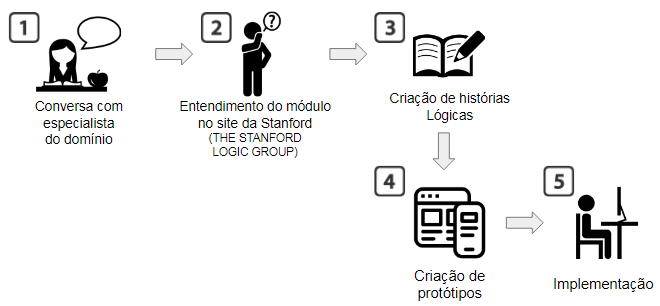 1
Conversa com
especialista
do domínio
2
Entendimento do módulo
no site da Stanford
(THE STANFORD
LOGIC GROUP)
3
Criação de histórias
Lógicas
4
Criação de
protótipos
5
Implementação